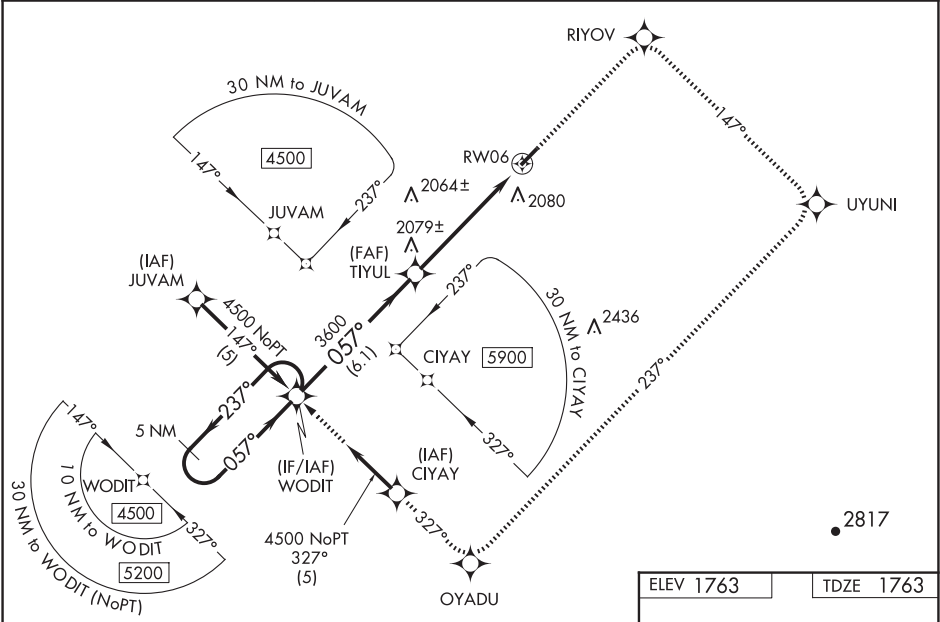 RIYOV
30 NM to JUVAM
4500
147°
237°
JUVAM
RW06
2064±
2080
2079±
147°
UYUNI
(FAF)
TIYUL
(IAF)
JUVAM
4500 NoPT
147°
(5)
3600
057°
(6.1)
237°
30 NM to CIYAY
2436
CIYAY
5900
327°
237°
237°
057°
5 NM
(IF/IAF)
WODIT
(IAF)
CIYAY
147°
WODIT
4500
10 NM to WODIT
327°
5200
30 NM to WODIT (NoPT)
4500 NoPT
327°
(5)
327°
OYADU
2817
ELEV 1763
TDZE 1763